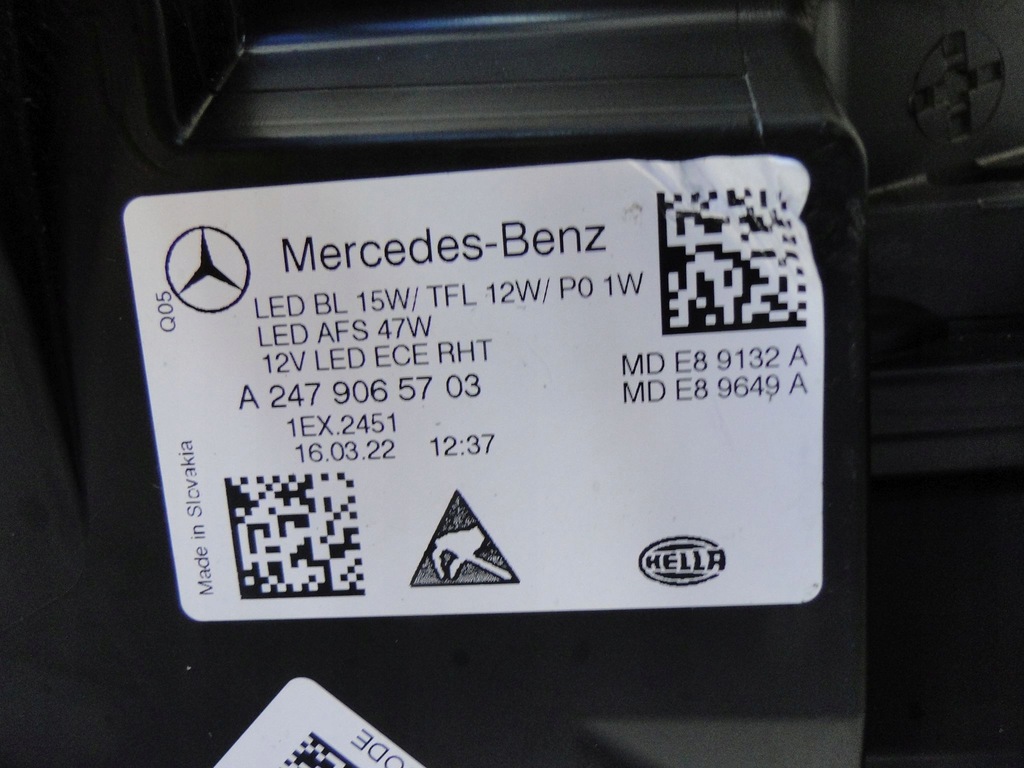 Mercedes-Benz
Q05
LED BL 15W/ TFL 12W/ P0 1W
LED AFS 47W
12V LED ECE RHT
A 247 906 57 03
1EX.2451
16.03.22 12:37
MD E8 9132 A
MD E8 9649 A
Made in Slovakia
HELLA